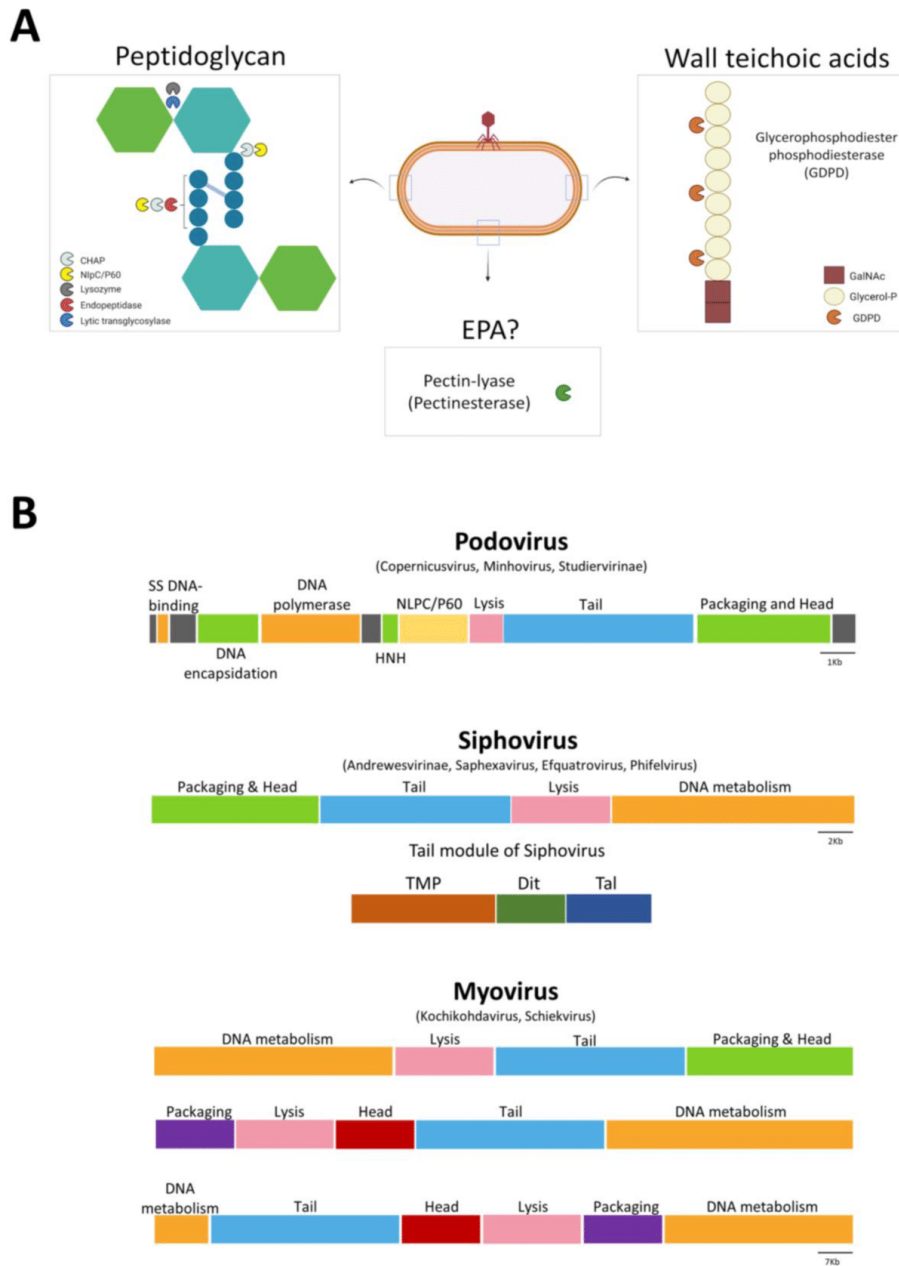 A
Peptidoglycan
Wall teichoic acids
CHAP
NlpC/P60
Lysozyme
Endopeptidase
Lytic transglycosylase
Glycerophosphodiester
phosphodiesterase
(GDPD)
GalNAc
Glycerol-P
GDPD
EPA?
Pectin-lyase
(Pectinesterase)
B
Podovirus
(Copernicusvirus, Minhovirus, Studiervirinae)
SS DNA-
binding
DNA
polymerase
NLPC/P60
Lysis
Tail
Packaging and Head
DNA
encapsidation
HNH
1Kb
Siphovirus
(Andrewesvirinae, Saphexavirus, Efquatrovirus, Phifelvirus)
Packaging & Head
Tail
Lysis
DNA metabolism
2Kb
Tail module of Siphovirus
TMP
Dit
Tal
Myovirus
(Kochikohdavirus, Schiekvirus)
DNA metabolism
Lysis
Tail
Packaging & Head
Packaging
Lysis
Head
Tail
DNA metabolism
DNA
metabolism
Tail
Head
Lysis
Packaging
DNA metabolism
7Kb